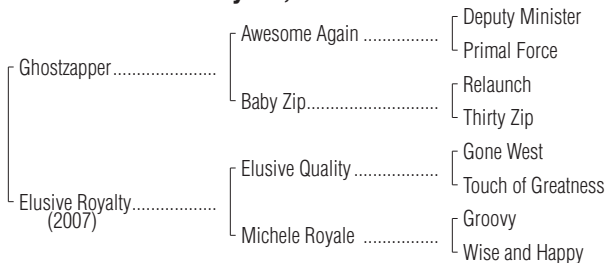 Deputy Minister
Awesome Again ................
Primal Force
Ghostzapper......................
Relaunch
Baby Zip............................
Thirty Zip
Gone West
Elusive Quality ..................
Touch of Greatness
Elusive Royalty..................
(2007)
Groovy
Michele Royale ................
Wise and Happy